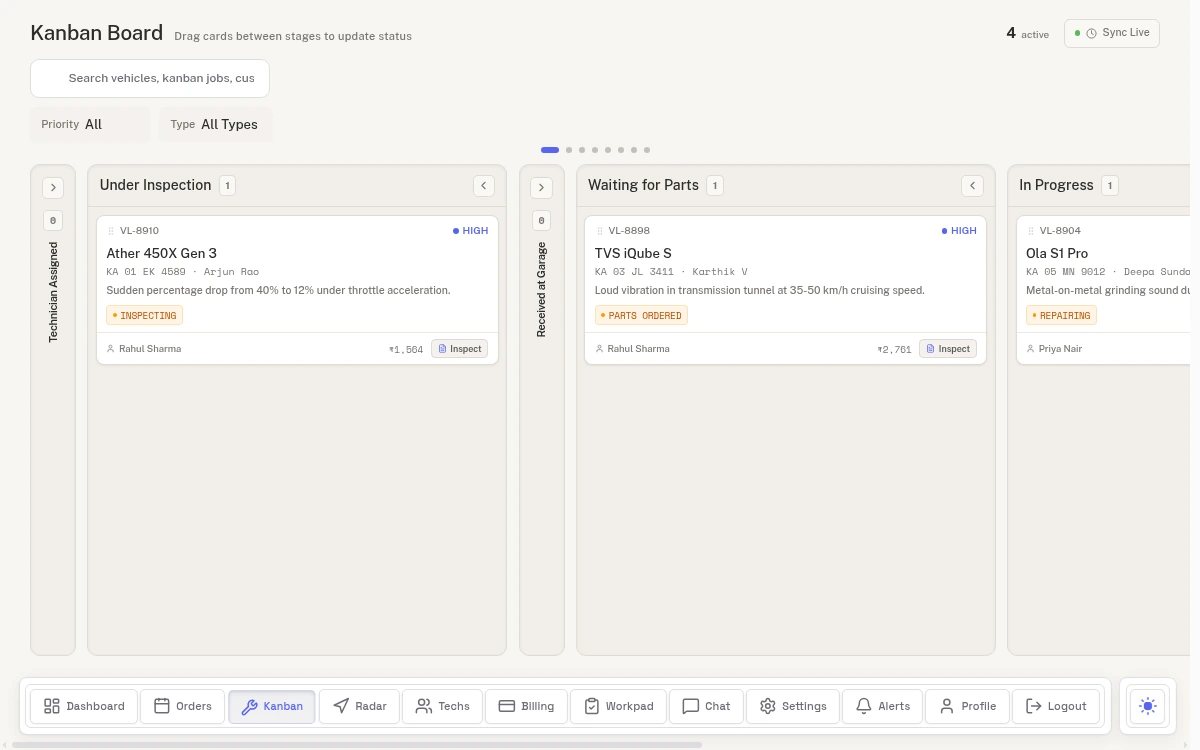 Kanban Board
Drag cards between stages to update status
4 active
Sync Live
Search vehicles, kanban jobs, cus
Priority All
Type All Types
0
Technician Assigned
Under Inspection 1
VL-8910
HIGH
Ather 450X Gen 3
KA 01 EK 4589 · Arjun Rao
Sudden percentage drop from 40% to 12% under throttle acceleration.
INSPECTING
Rahul Sharma
₹1,564
Inspect
0
Received at Garage
Waiting for Parts 1
VL-8898
HIGH
TVS iQube S
KA 03 JL 3411 · Karthik V
Loud vibration in transmission tunnel at 35-50 km/h cruising speed.
PARTS ORDERED
Rahul Sharma
₹2,761
Inspect
In Progress 1
VL-8904
Ola S1 Pro
KA 05 MN 9012 · Deepa Sunda
Metal-on-metal grinding sound du
REPAIRING
Priya Nair
Dashboard
Orders
Kanban
Radar
Techs
Billing
Workpad
Chat
Settings
Alerts
Profile
Logout